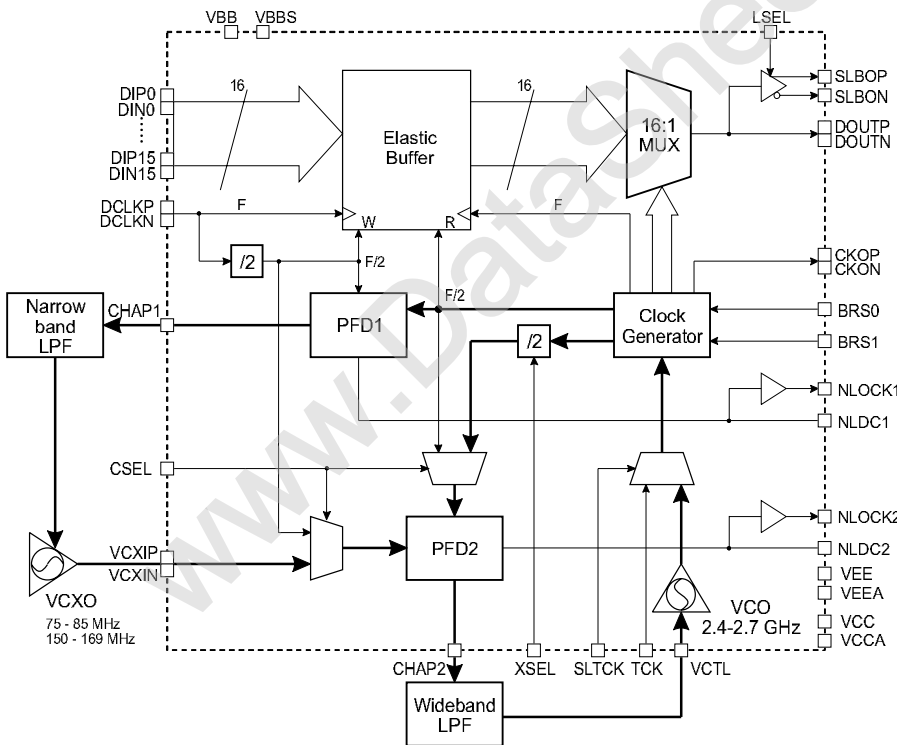 VBB VBBS LSEL
DIP0
DIN0
DIP15
DIN15
16
Elastic
Buffer
16
16:1
MUX
SLBOP
SLBON
DOUTP
DOUTN
DCLKP
DCLKN
F
W
R
F
/2
F/2
F/2
CKOP
CKON
Narrow
band
LPF
CHAP1
PFD1
/2
Clock
Generator
BRS0
BRS1
NLOCK1
NLDC1
CSEL
VCXIP
VCXIN
VCXO
75 - 85 MHz
150 - 169 MHz
PFD2
NLOCK2
NLDC2
VEE
VEEA
VCC
VCCA
VCO
2.4-2.7 GHz
CHAP2 XSEL SLTCK TCK VCTL
Wideband
LPF
www.DataShe